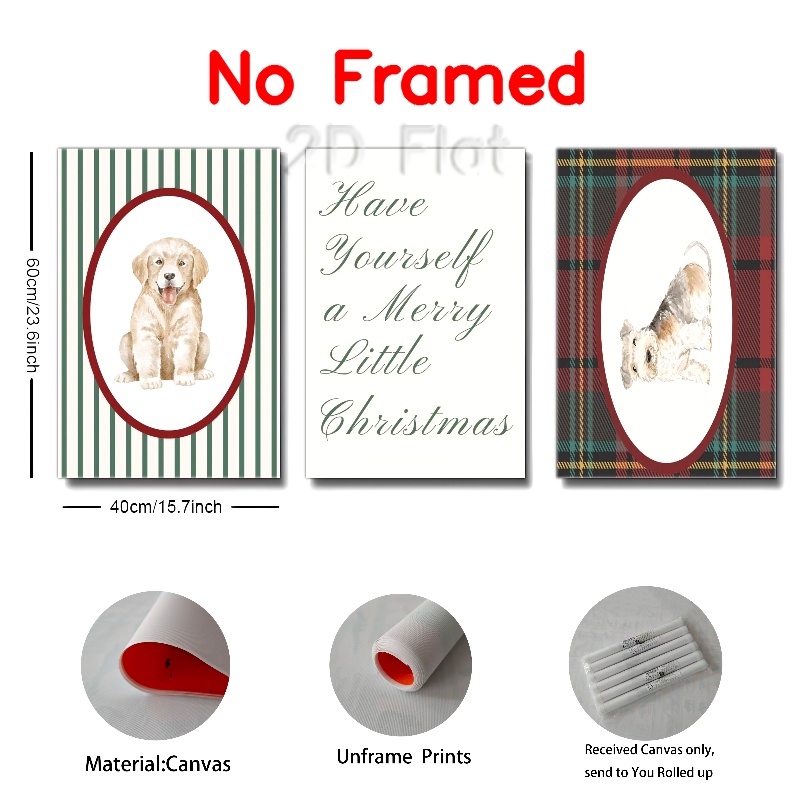 No Framed
2D Flat
Have
Yourself
a Merry
Little
Christmas
60cm/23.6inch
40cm/15.7inch
Material:Canvas
Unframe Prints
Received Canvas only,
send to You Rolled up